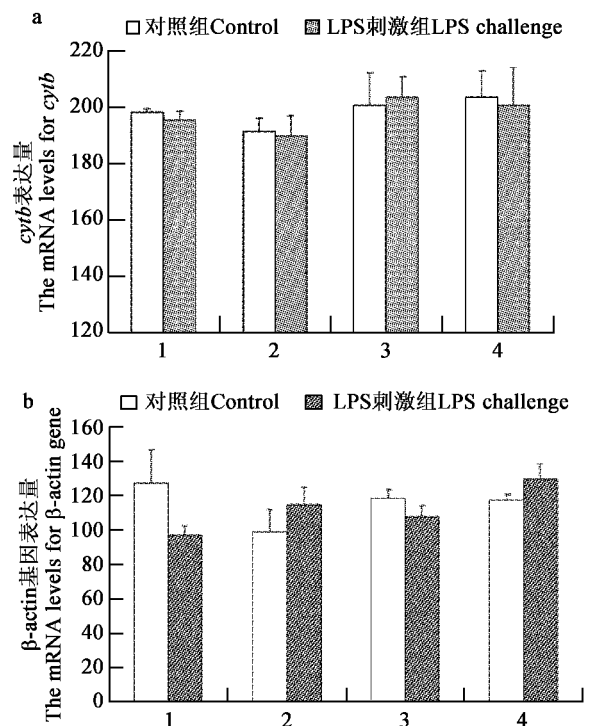 a
对照组Control LPS刺激组LPS challenge
cytb表达量
The mRNA levels for cytb
220
200
180
160
140
120
1 2 3 4
b
对照组Control LPS刺激组LPS challenge
β-actin基因表达量
The mRNA levels for β-actin gene
160
140
120
100
80
60
40
20
0
1 2 3 4